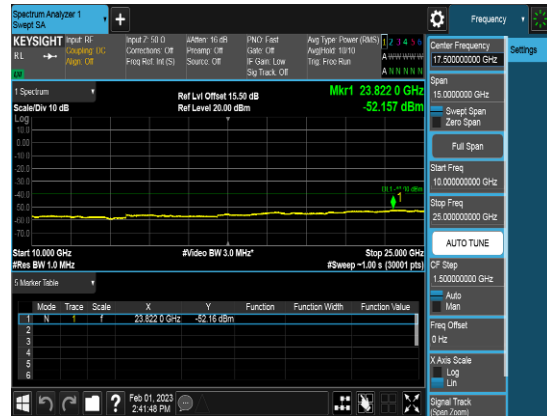 Spectrum Analyzer 1
Swept SA
+
Frequency
KEYSIGHT
RL
Input: RF
Coupling: DC
Align: Off
Input Z: 50 Ω
Corrections: Off
Freq Ref: Int (S)
#Atten: 16 dB
Preamp: Off
Source: Off
PNO: Fast
Gate: Off
IF Gain: Low
Sig Track: Off
Avg Type: Power (RMS)
Avg|Hold: 10/10
Trig: Free Run
1 2 3 4 5 6
A W W W W W
A N N N N N
1 Spectrum
Scale/Div 10 dB
Ref Lvl Offset 15.50 dB
Ref Level 20.00 dBm
Mkr1 23.822 0 GHz
-52.157 dBm
Log
10.0
0.00
-10.0
-20.0
-30.0
-40.0
-50.0
-60.0
-70.0
1
Start 10.000 GHz
#Res BW 1.0 MHz
#Video BW 3.0 MHz*
Stop 25.000 GHz
#Sweep ~1.00 s (30001 pts)
5 Marker Table
Mode Trace Scale X Y Function Function Width Function Value
1 N 1 f 23.822 0 GHz -52.16 dBm
2
3
4
5
6
Feb 01, 2023
2:41:48 PM
?
Center Frequency
17.500000000 GHz
Settings
Span
15.0000000 GHz
Swept Span
Zero Span
Full Span
Start Freq
10.000000000 GHz
Stop Freq
25.000000000 GHz
AUTO TUNE
CF Step
1.500000000 GHz
Auto
Man
Freq Offset
0 Hz
X Axis Scale
Log
Lin
Signal Track
(Span Zoom)